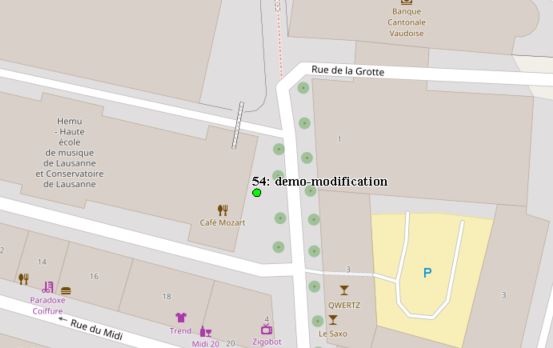 Banque
Cantonale
Vaudoise
Rue de la Grotte
Hemu
- Haute
école
de musique
de Lausanne
et Conservatoire
de Lausanne
1
54: demo-modification
Café Mozart
2
14
16
18
Paradoxe
Coiffure
← Rue du Midi
Trend
Midi 20
20
4
Zigobot
3
QWERTZ
Le Saxo
P
3